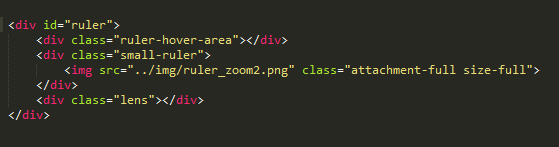 <div id="ruler">
    <div class="ruler-hover-area"></div>
    <div class="small-ruler">
        <img src="../img/ruler_zoom2.png" class="attachment-full size-full">
    </div>
    <div class="lens"></div>
</div>